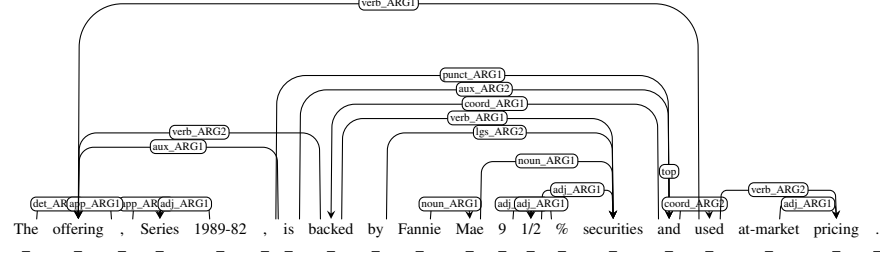 verb_ARG1
punct_ARG1
aux_ARG2
coord_ARG1
verb_ARG1
verb_ARG2 lgs_ARG2
aux_ARG1
noun_ARG1
top
adj_ARG1 verb_ARG2
app_ARG1 adj_ARG1 noun_ARG1 adj_ARG1 coord_ARG2 adj_ARG1
The offering , Series 1989-82 , is backed by Fannie Mae 9 1/2 % securities and used at-market pricing .
_ _ _ _ _ _ _ _ _ _ _ _ _ _ _ _ _ _ _ _